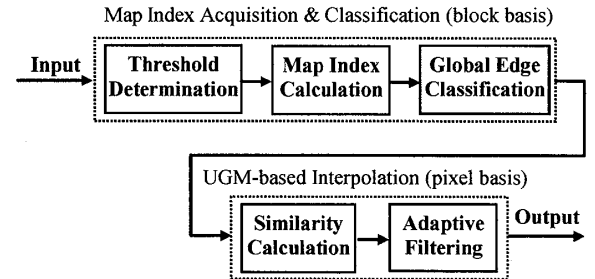 Map Index Acquisition & Classification (block basis)
Input
Threshold
Determination
Map Index
Calculation
Global Edge
Classification
UGM-based Interpolation (pixel basis)
Similarity
Calculation
Adaptive
Filtering
Output